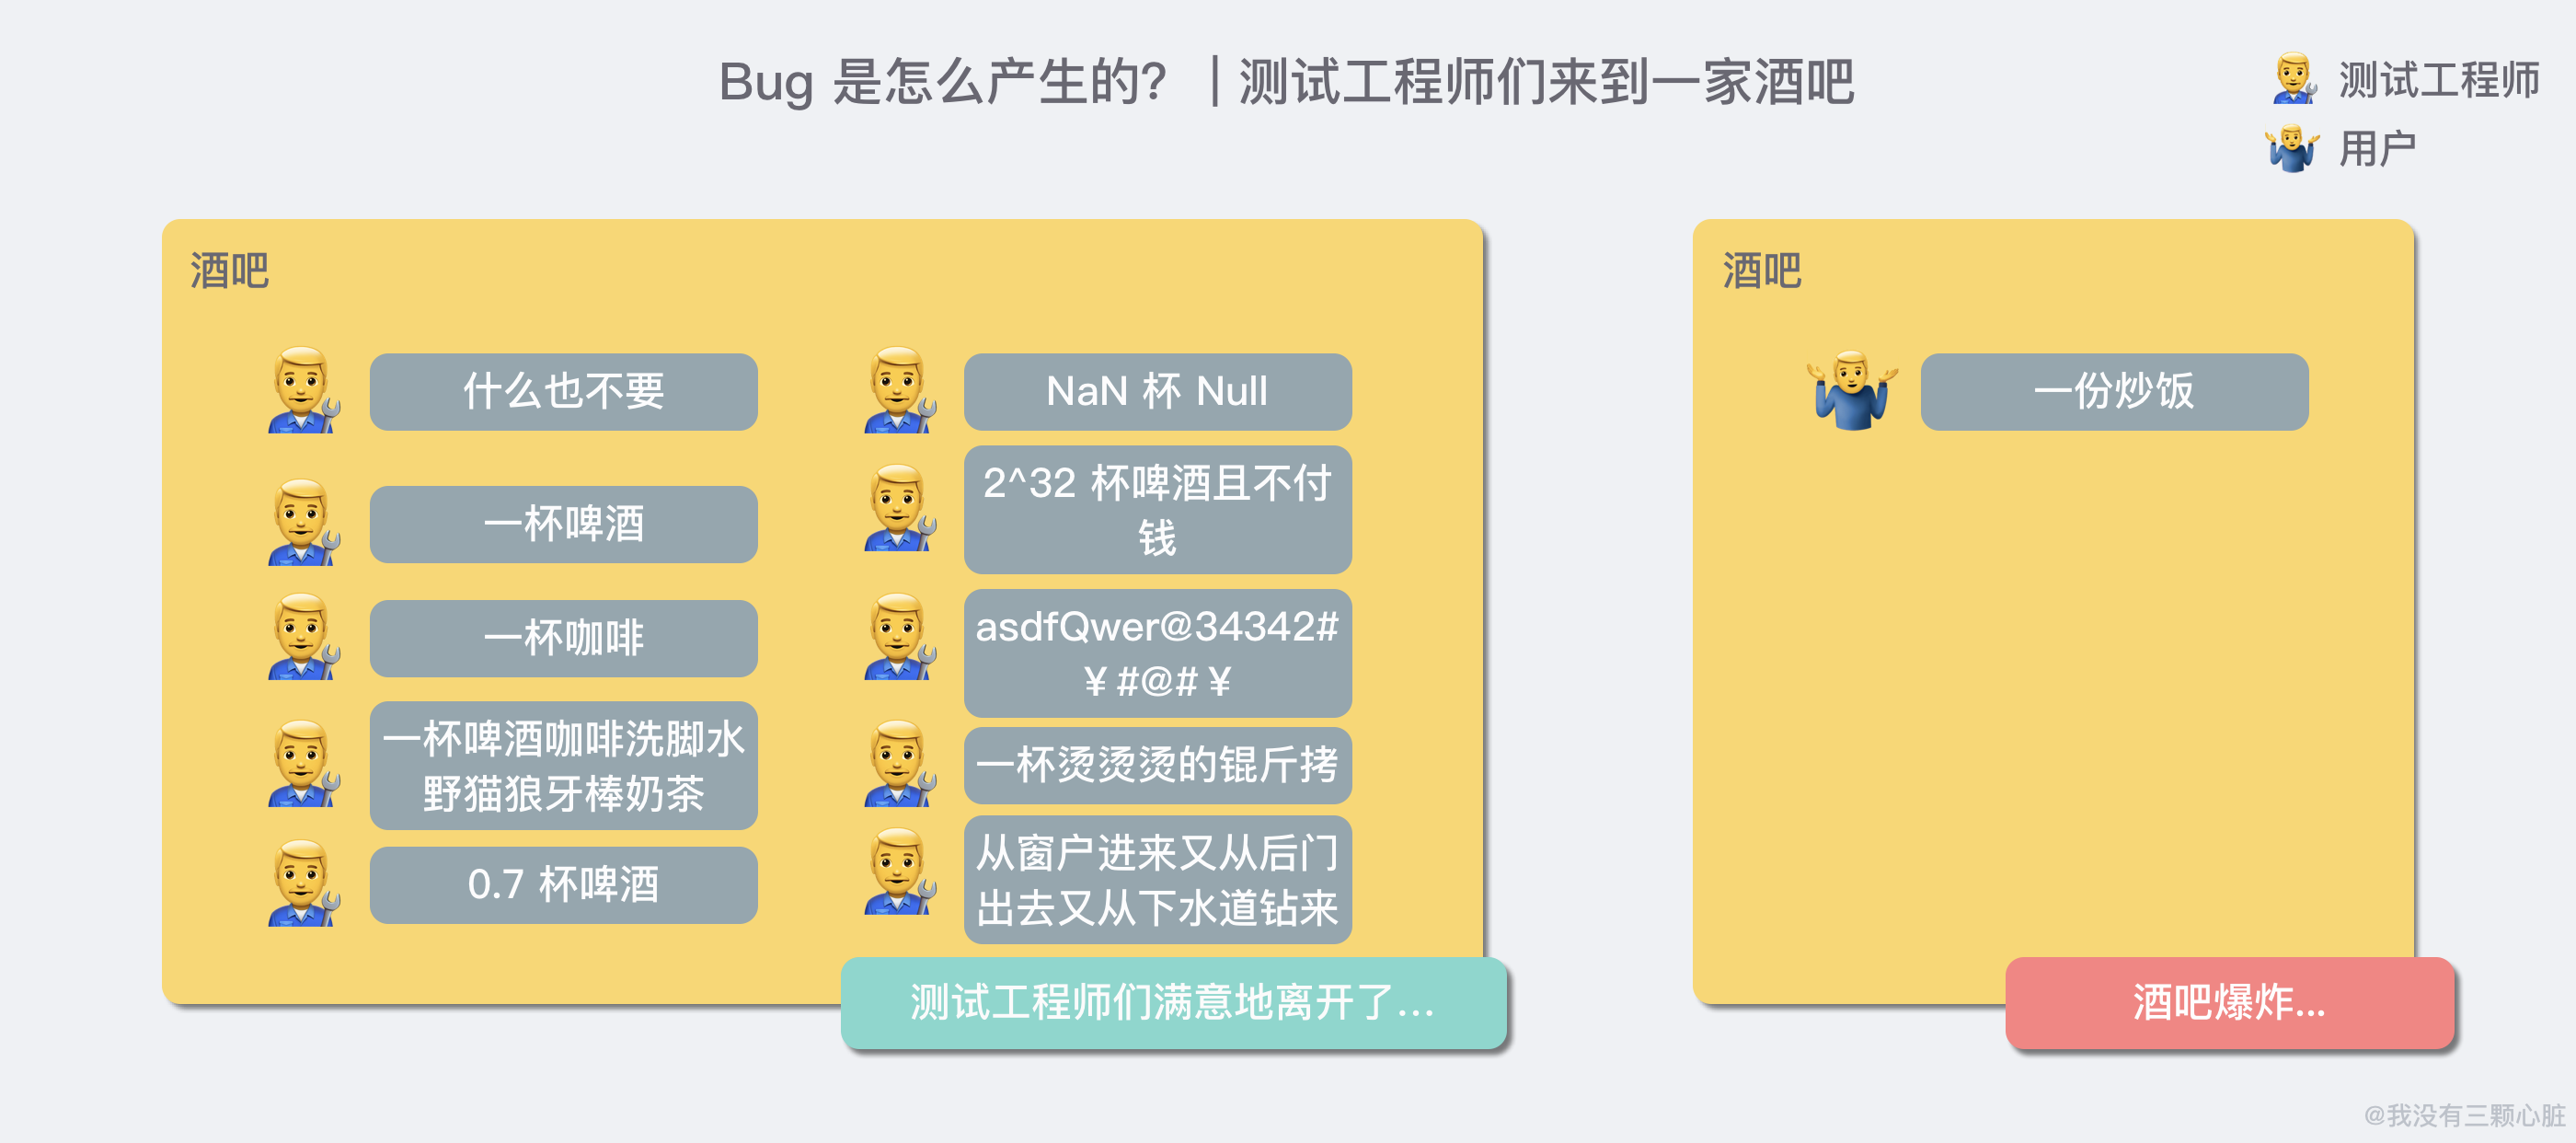 Bug 是怎么产生的？｜测试工程师们来到一家酒吧
测试工程师
用户
酒吧
什么也不要
一杯啤酒
一杯咖啡
一杯啤酒咖啡洗脚水
野猫狼牙棒奶茶
0.7 杯啤酒
NaN 杯 Null
2^32 杯啤酒且不付
钱
asdfQwer@34342#
¥#@#¥
一杯烫烫烫的锟斤拷
从窗户进来又从后门
出去又从下水道钻来
测试工程师们满意地离开了...
酒吧
一份炒饭
酒吧爆炸...
@我没有三颗心脏